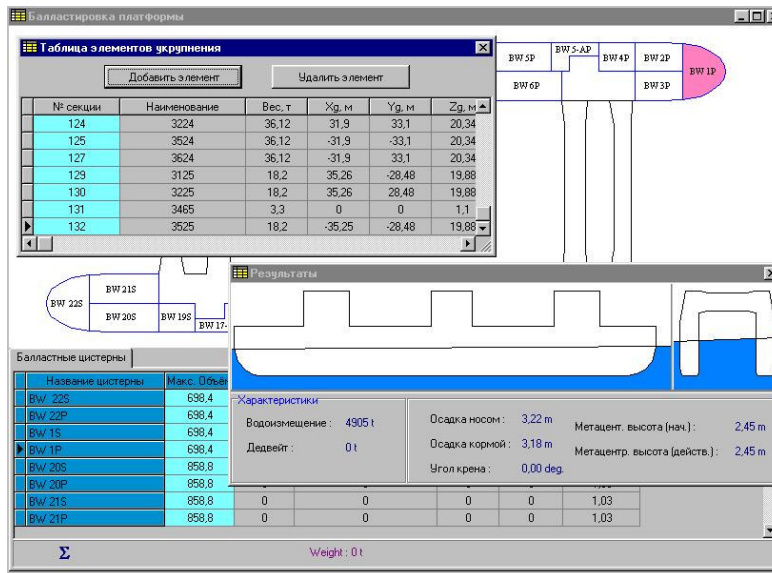 Балластировка платформы
Таблица элементов укрупнения
Добавить элемент Удалить элемент
№ секции Наименование Вес, т Xg, м Yg, м Zg, м
124 3224 36,12 31,9 33,1 20,34
125 3524 36,12 -31,9 -33,1 20,34
127 3624 36,12 -31,9 33,1 20,34
129 3125 18,2 35,26 -28,48 19,88
130 3225 18,2 35,26 28,48 19,88
131 3465 3,3 0 0 1,1
132 3525 18,2 -35,25 -28,48 19,88
BW 5P BW 5-AP BW 4P BW 2P BW 1P
BW 6P BW 3P
BW 21S
BW 22S
BW 20S BW 19S BW 17-
Результаты
Характеристики
Водоизмещение : 4905 t
Дедвейт : 0 t
Осадка носом : 3,22 m
Осадка кормой : 3,18 m
Угол крена : 0,00 deg.
Метацент. высота (нач.) : 2,45 m
Метацентр. высота (действ.) : 2,45 m
Балластные цистерны
Название цистерны Макс. Объём
BW 22S 698,4
BW 22P 698,4
BW 1S 698,4
BW 1P 698,4
BW 20S 858,8
BW 20P 858,8
BW 21S 858,8 0 0 0 0 1,03
BW 21P 858,8 0 0 0 0 1,03
Σ Weight : 0 t